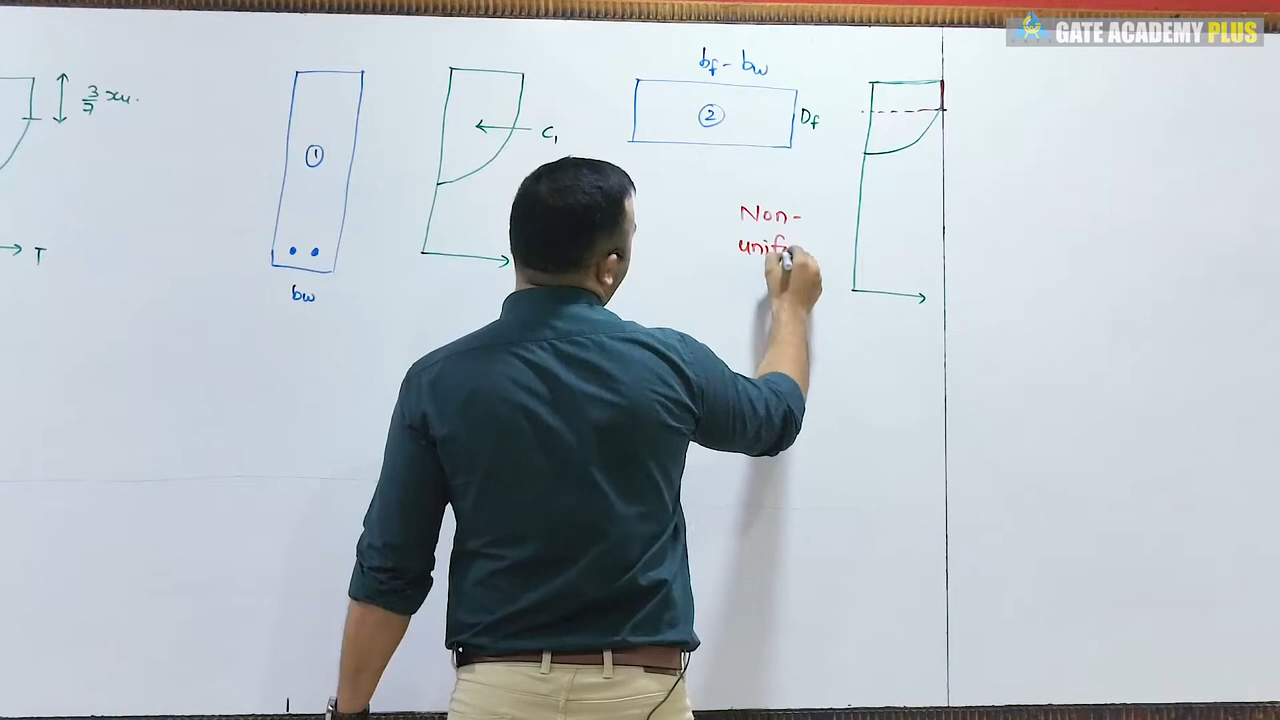 GATE ACADEMY PLUS
3/7 xu.
T
1
bw
C1
bf - bw
2
Df
Non-
unif